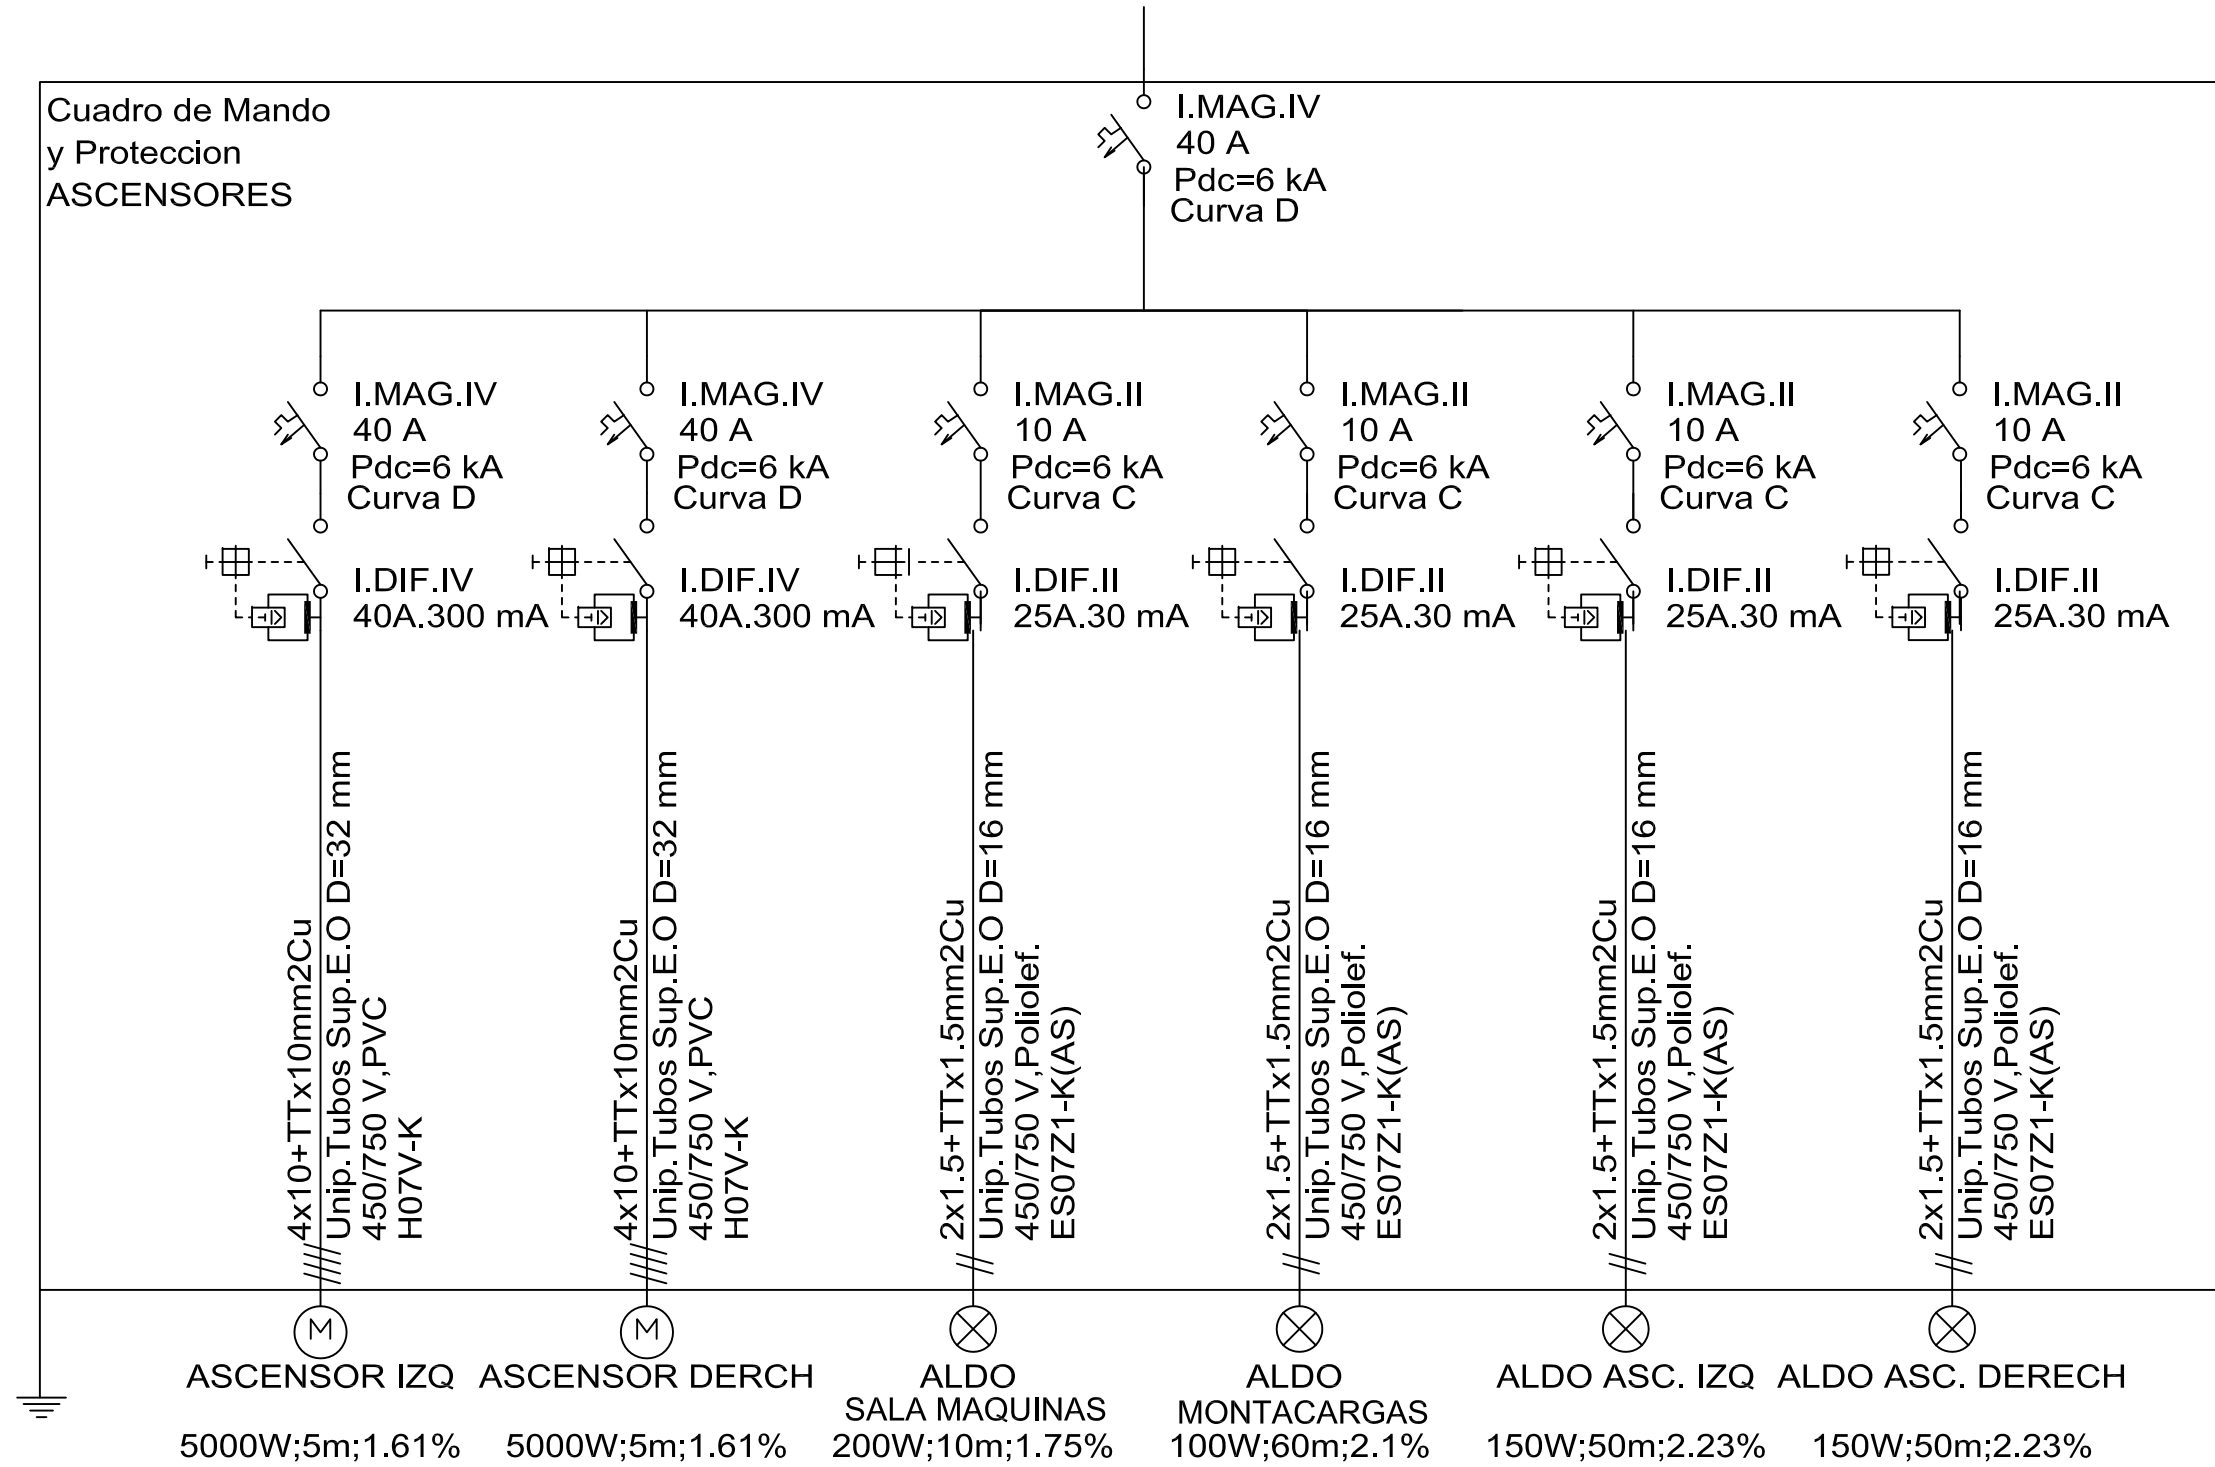 Cuadro de Mando
y Proteccion
ASCENSORES
I.MAG.IV
40 A
Pdc=6 kA
Curva D
I.MAG.IV
40 A
Pdc=6 kA
Curva D
I.DIF.IV
40A.300 mA
4x10+TTx10mm2Cu
Unip.Tubos Sup.E.O D=32 mm
450/750 V,PVC
H07V-K
M
ASCENSOR IZQ
5000W;5m;1.61%
I.MAG.IV
40 A
Pdc=6 kA
Curva D
I.DIF.IV
40A.300 mA
4x10+TTx10mm2Cu
Unip.Tubos Sup.E.O D=32 mm
450/750 V,PVC
H07V-K
M
ASCENSOR DERCH
5000W;5m;1.61%
I.MAG.II
10 A
Pdc=6 kA
Curva C
I.DIF.II
25A.30 mA
2x1.5+TTx1.5mm2Cu
Unip.Tubos Sup.E.O D=16 mm
450/750 V,Poliolef.
ES07Z1-K(AS)
ALDO
SALA MAQUINAS
200W;10m;1.75%
I.MAG.II
10 A
Pdc=6 kA
Curva C
I.DIF.II
25A.30 mA
2x1.5+TTx1.5mm2Cu
Unip.Tubos Sup.E.O D=16 mm
450/750 V,Poliolef.
ES07Z1-K(AS)
ALDO
MONTACARGAS
100W;60m;2.1%
I.MAG.II
10 A
Pdc=6 kA
Curva C
I.DIF.II
25A.30 mA
2x1.5+TTx1.5mm2Cu
Unip.Tubos Sup.E.O D=16 mm
450/750 V,Poliolef.
ES07Z1-K(AS)
ALDO ASC. IZQ
150W;50m;2.23%
I.MAG.II
10 A
Pdc=6 kA
Curva C
I.DIF.II
25A.30 mA
2x1.5+TTx1.5mm2Cu
Unip.Tubos Sup.E.O D=16 mm
450/750 V,Poliolef.
ES07Z1-K(AS)
ALDO ASC. DERECH
150W;50m;2.23%